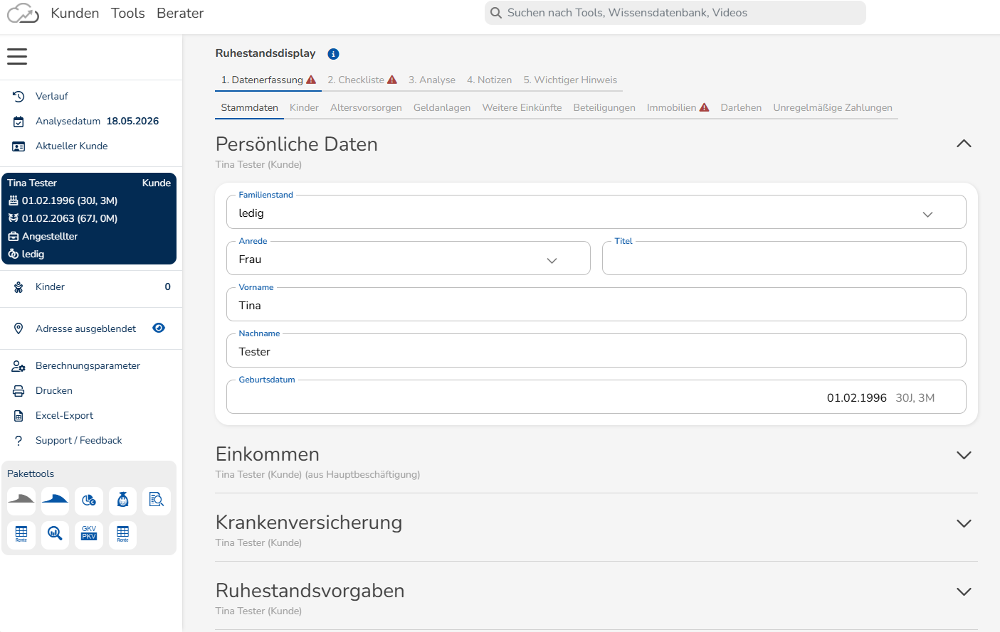 Kunden Tools Berater
Suchen nach Tools, Wissensdatenbank, Videos
Verlauf
Analysedatum 18.05.2026
Aktueller Kunde
Tina Tester Kunde
01.02.1996 (30J, 3M)
01.02.2063 (67J, 0M)
Angestellter
ledig
Kinder 0
Adresse ausgeblendet
Berechnungsparameter
Drucken
Excel-Export
? Support / Feedback
Pakettools
Rente
GKV
PKV
Rente
Ruhestandsdisplay
1. Datenerfassung 2. Checkliste 3. Analyse 4. Notizen 5. Wichtiger Hinweis
Stammdaten Kinder Altersvorsorgen Geldanlagen Weitere Einkünfte Beteiligungen Immobilien Darlehen Unregelmäßige Zahlungen
Persönliche Daten
Tina Tester (Kunde)
Familienstand
ledig
Anrede
Frau
Titel
Vorname
Tina
Nachname
Tester
Geburtsdatum
01.02.1996 30J, 3M
Einkommen
Tina Tester (Kunde) (aus Hauptbeschäftigung)
Krankenversicherung
Tina Tester (Kunde)
Ruhestandsvorgaben
Tina Tester (Kunde)